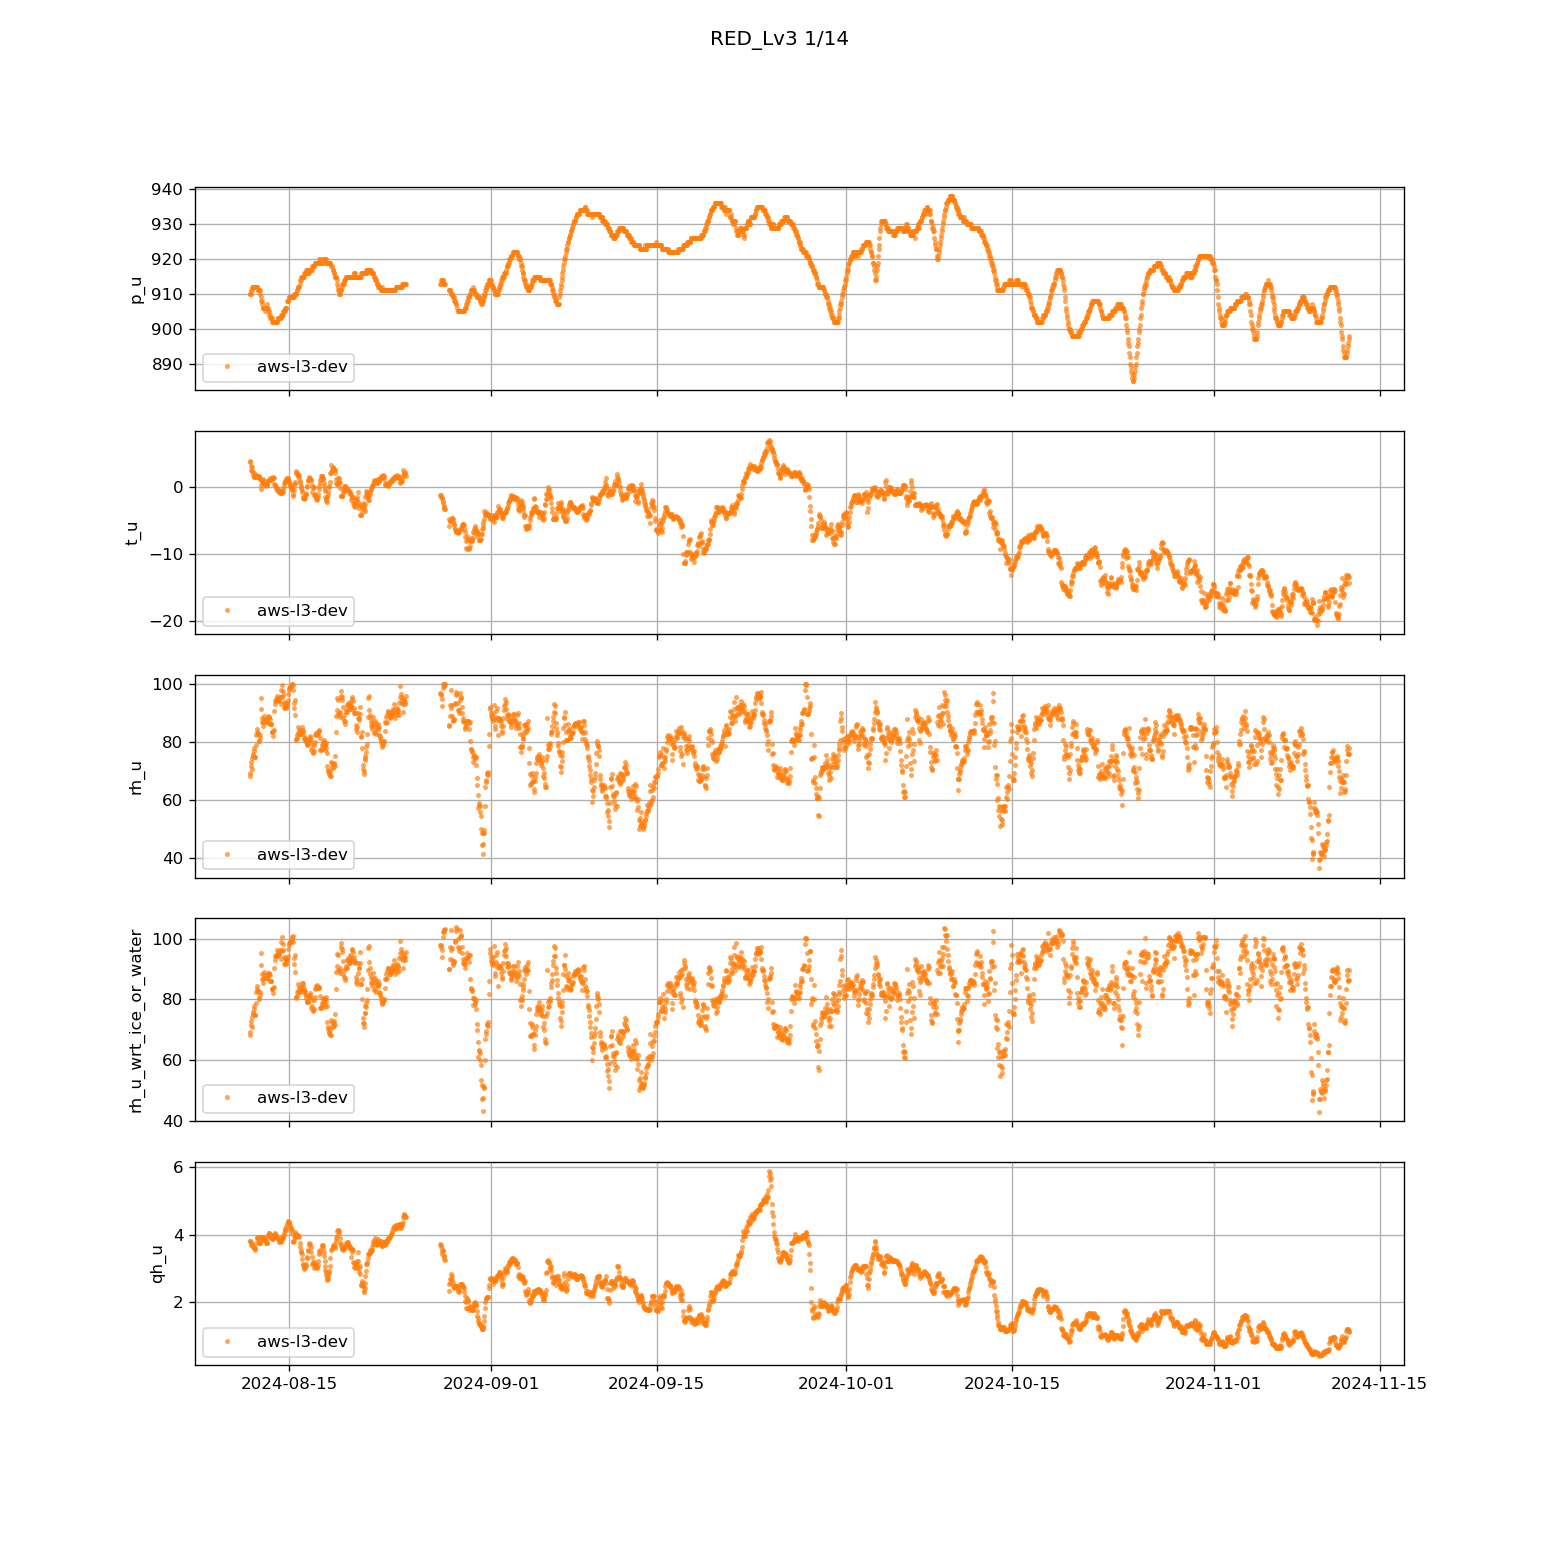 RED_Lv3 1/14
940
930
920
910
900
890
p_u
aws-l3-dev
0
−10
−20
t_u
aws-l3-dev
100
80
60
40
rh_u
aws-l3-dev
100
80
60
40
rh_u_wrt_ice_or_water
aws-l3-dev
6
4
2
qh_u
aws-l3-dev
2024-08-15 2024-09-01 2024-09-15 2024-10-01 2024-10-15 2024-11-01 2024-11-15